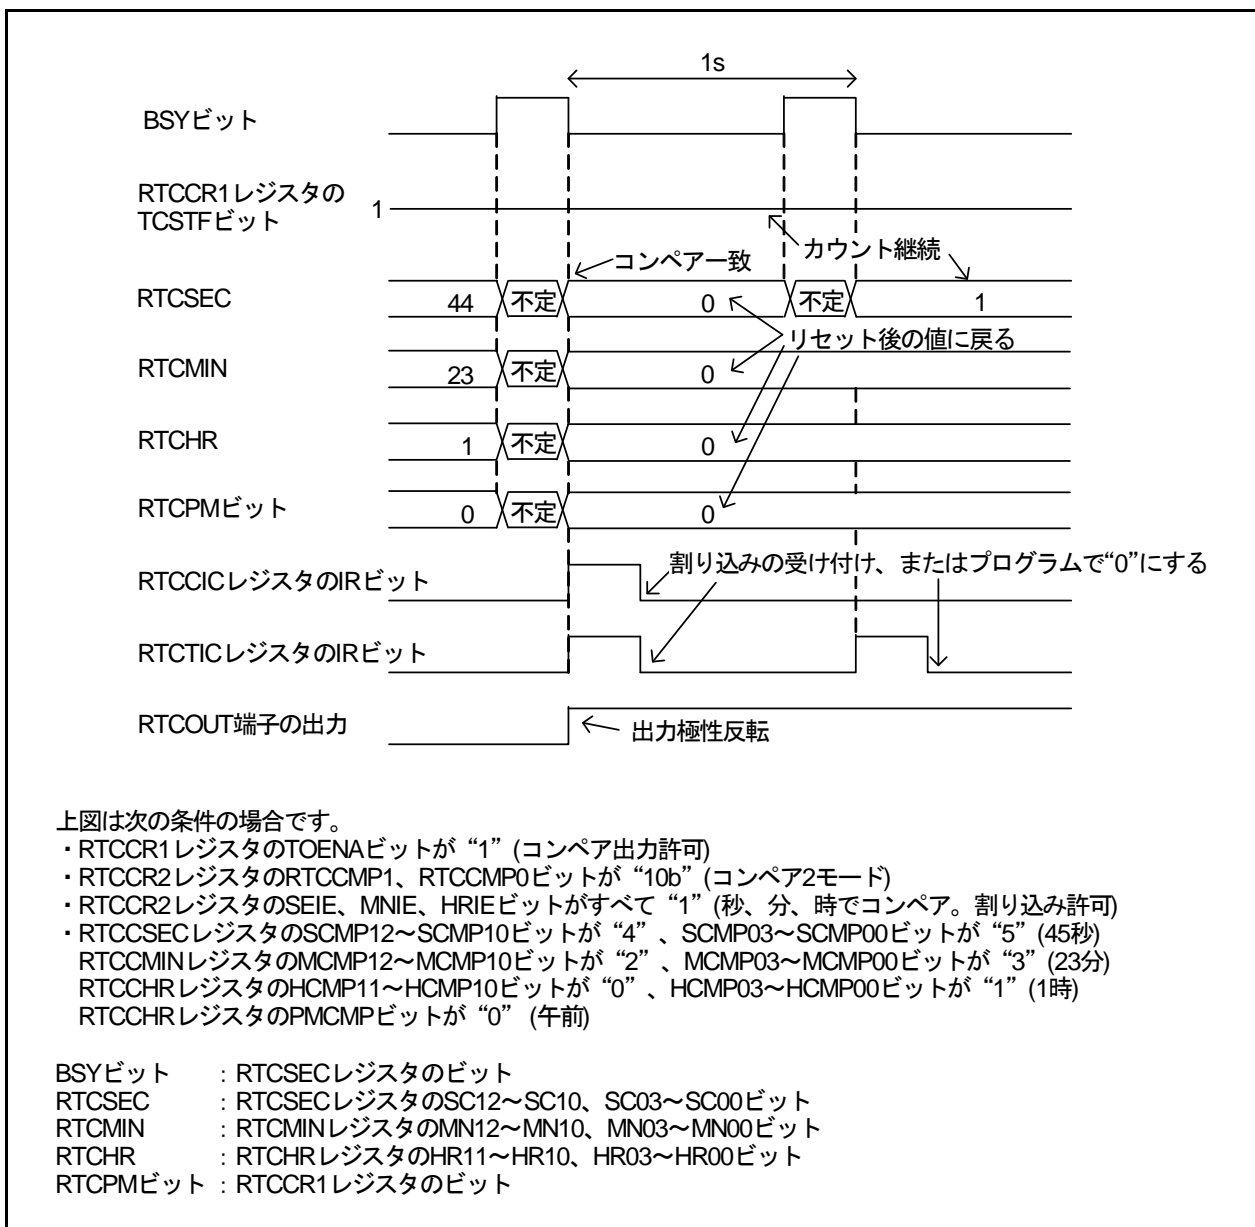 1s
BSYビット
RTCCR1レジスタの
TCSTFビット
1
カウント継続
コンペア一致
RTCSEC
44
不定
0
不定
1
リセット後の値に戻る
RTCMIN
23
不定
0
RTCHR
1
不定
0
RTCPMビット
0
不定
0
割り込みの受け付け、またはプログラムで“0”にする
RTCCICレジスタのIRビット
RTCTICレジスタのIRビット
RTCOUT端子の出力
出力極性反転
上図は次の条件の場合です。
・RTCCR1レジスタのTOENAビットが“1”(コンペア出力許可)
・RTCCR2レジスタのRTCCMP1、RTCCMP0ビットが“10b”(コンペア2モード)
・RTCCR2レジスタのSEIE、MNIE、HRIEビットがすべて“1”(秒、分、時でコンペア。割り込み許可)
・RTCCSECレジスタのSCMP12～SCMP10ビットが“4”、SCMP03～SCMP00ビットが“5”(45秒)
RTCCMINレジスタのMCMP12～MCMP10ビットが“2”、MCMP03～MCMP00ビットが“3”(23分)
RTCCHRレジスタのHCMP11～HCMP10ビットが“0”、HCMP03～HCMP00ビットが“1”(1時)
RTCCHRレジスタのPMCMPビットが“0” (午前)
BSYビット : RTCSECレジスタのビット
RTCSEC : RTCSECレジスタのSC12～SC10、SC03～SC00ビット
RTCMIN : RTCMINレジスタのMN12～MN10、MN03～MN00ビット
RTCHR : RTCHRレジスタのHR11～HR10、HR03～HR00ビット
RTCPMビット : RTCCR1レジスタのビット